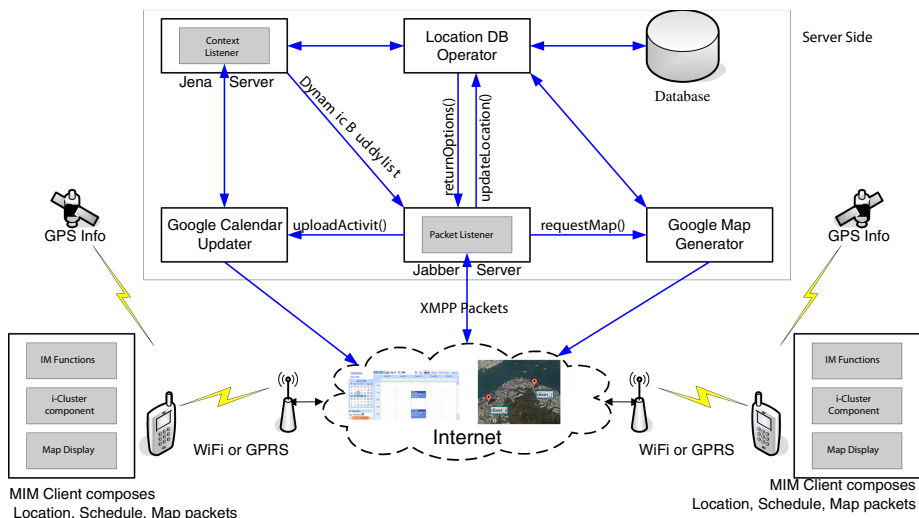 Server Side
Context
Listener
Jena Server
Location DB
Operator
Database
Dynam icB uddylist
returnOptions()
updateLocation()
GPS Info
Google Calendar
Updater
uploadActivit()
Packet Listener
Jabber Server
requestMap()
Google Map
Generator
GPS Info
XMPP Packets
IM Functions
i-Cluster
component
Map Display
WiFi or GPRS
Internet
WiFi or GPRS
IM Functions
i-Cluster
Component
Map Display
MIM Client composes
Location, Schedule, Map packets
MIM Client composes
Location, Schedule, Map packets